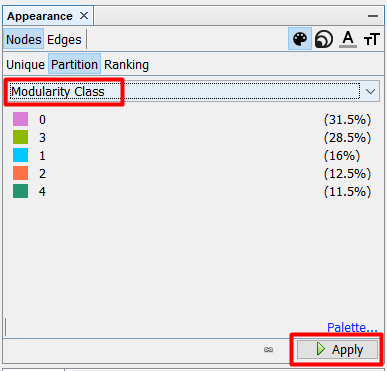 Appearance
Nodes Edges A TT
Unique Partition Ranking
Modularity Class
0 (31.5%)
3 (28.5%)
1 (16%)
2 (12.5%)
4 (11.5%)
Palette...
Apply